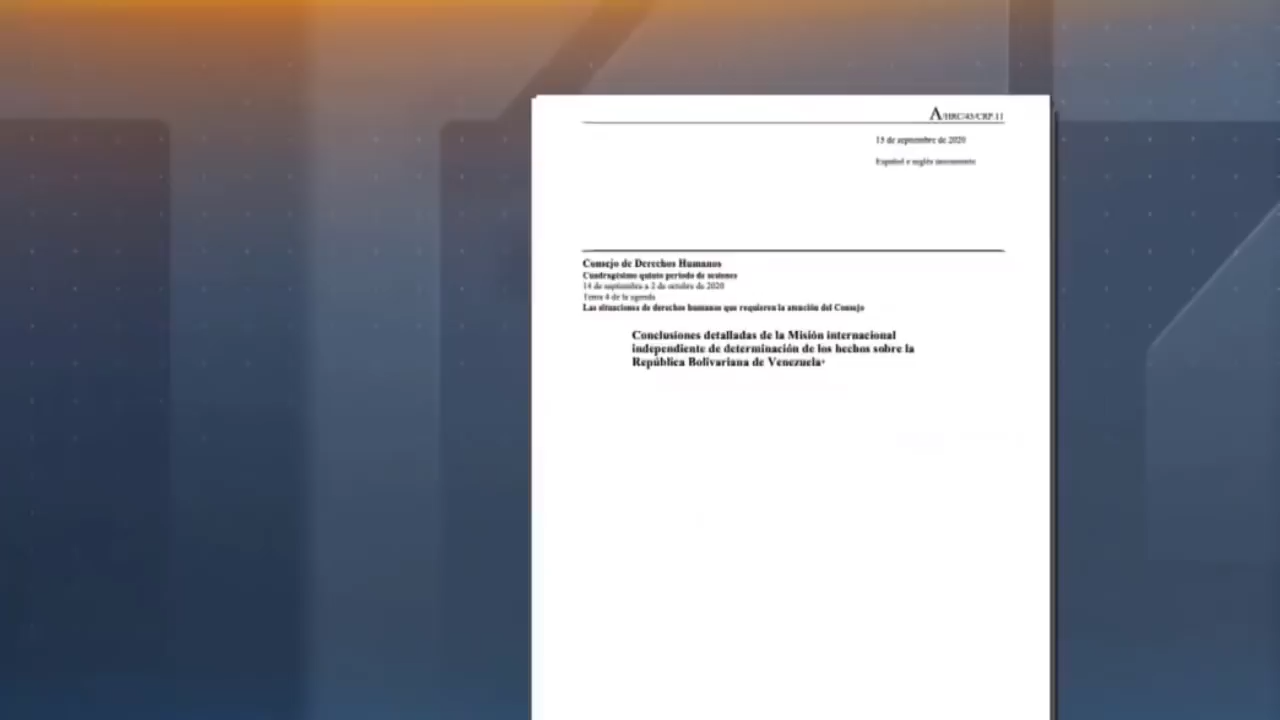 A/HRC/45/CRP.11
15 de septiembre de 2020
Español e inglés únicamente
Consejo de Derechos Humanos
Cuadragésimo quinto período de sesiones
14 de septiembre a 2 de octubre de 2020
Tema 4 de la agenda
Las situaciones de derechos humanos que requieren la atención del Consejo
Conclusiones detalladas de la Misión internacional
independiente de determinación de los hechos sobre la
República Bolivariana de Venezuela*